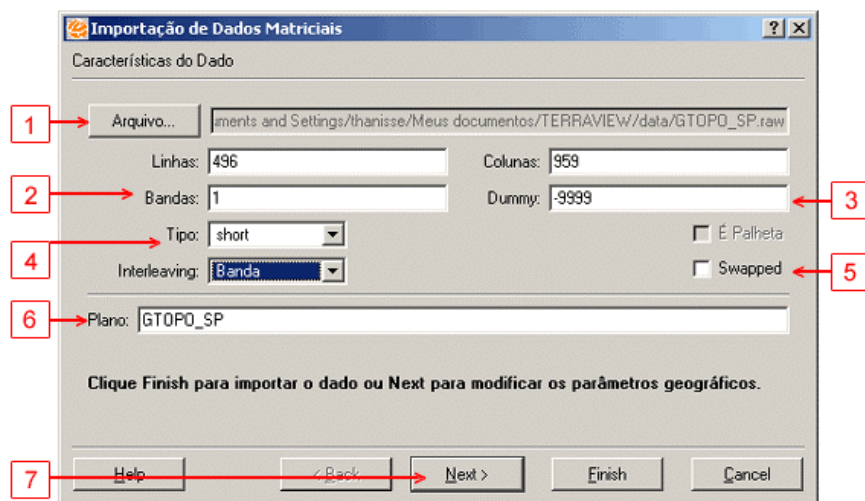 Importação de Dados Matriciais
Características do Dado
1
Arquivo...
uments and Settings/thanisse/Meus documentos/TERRAVIEW/data/GTOPO_SP.raw
Linhas: 496 Colunas: 959
2
Bandas: 1 Dummy: -9999
3
Tipo: short É Palheta
4
Interleaving: Banda Swapped
5
6
Plano: GTOPO_SP
Clique Finish para importar o dado ou Next para modificar os parâmetros geográficos.
7
Help < Back Next > Finish Cancel